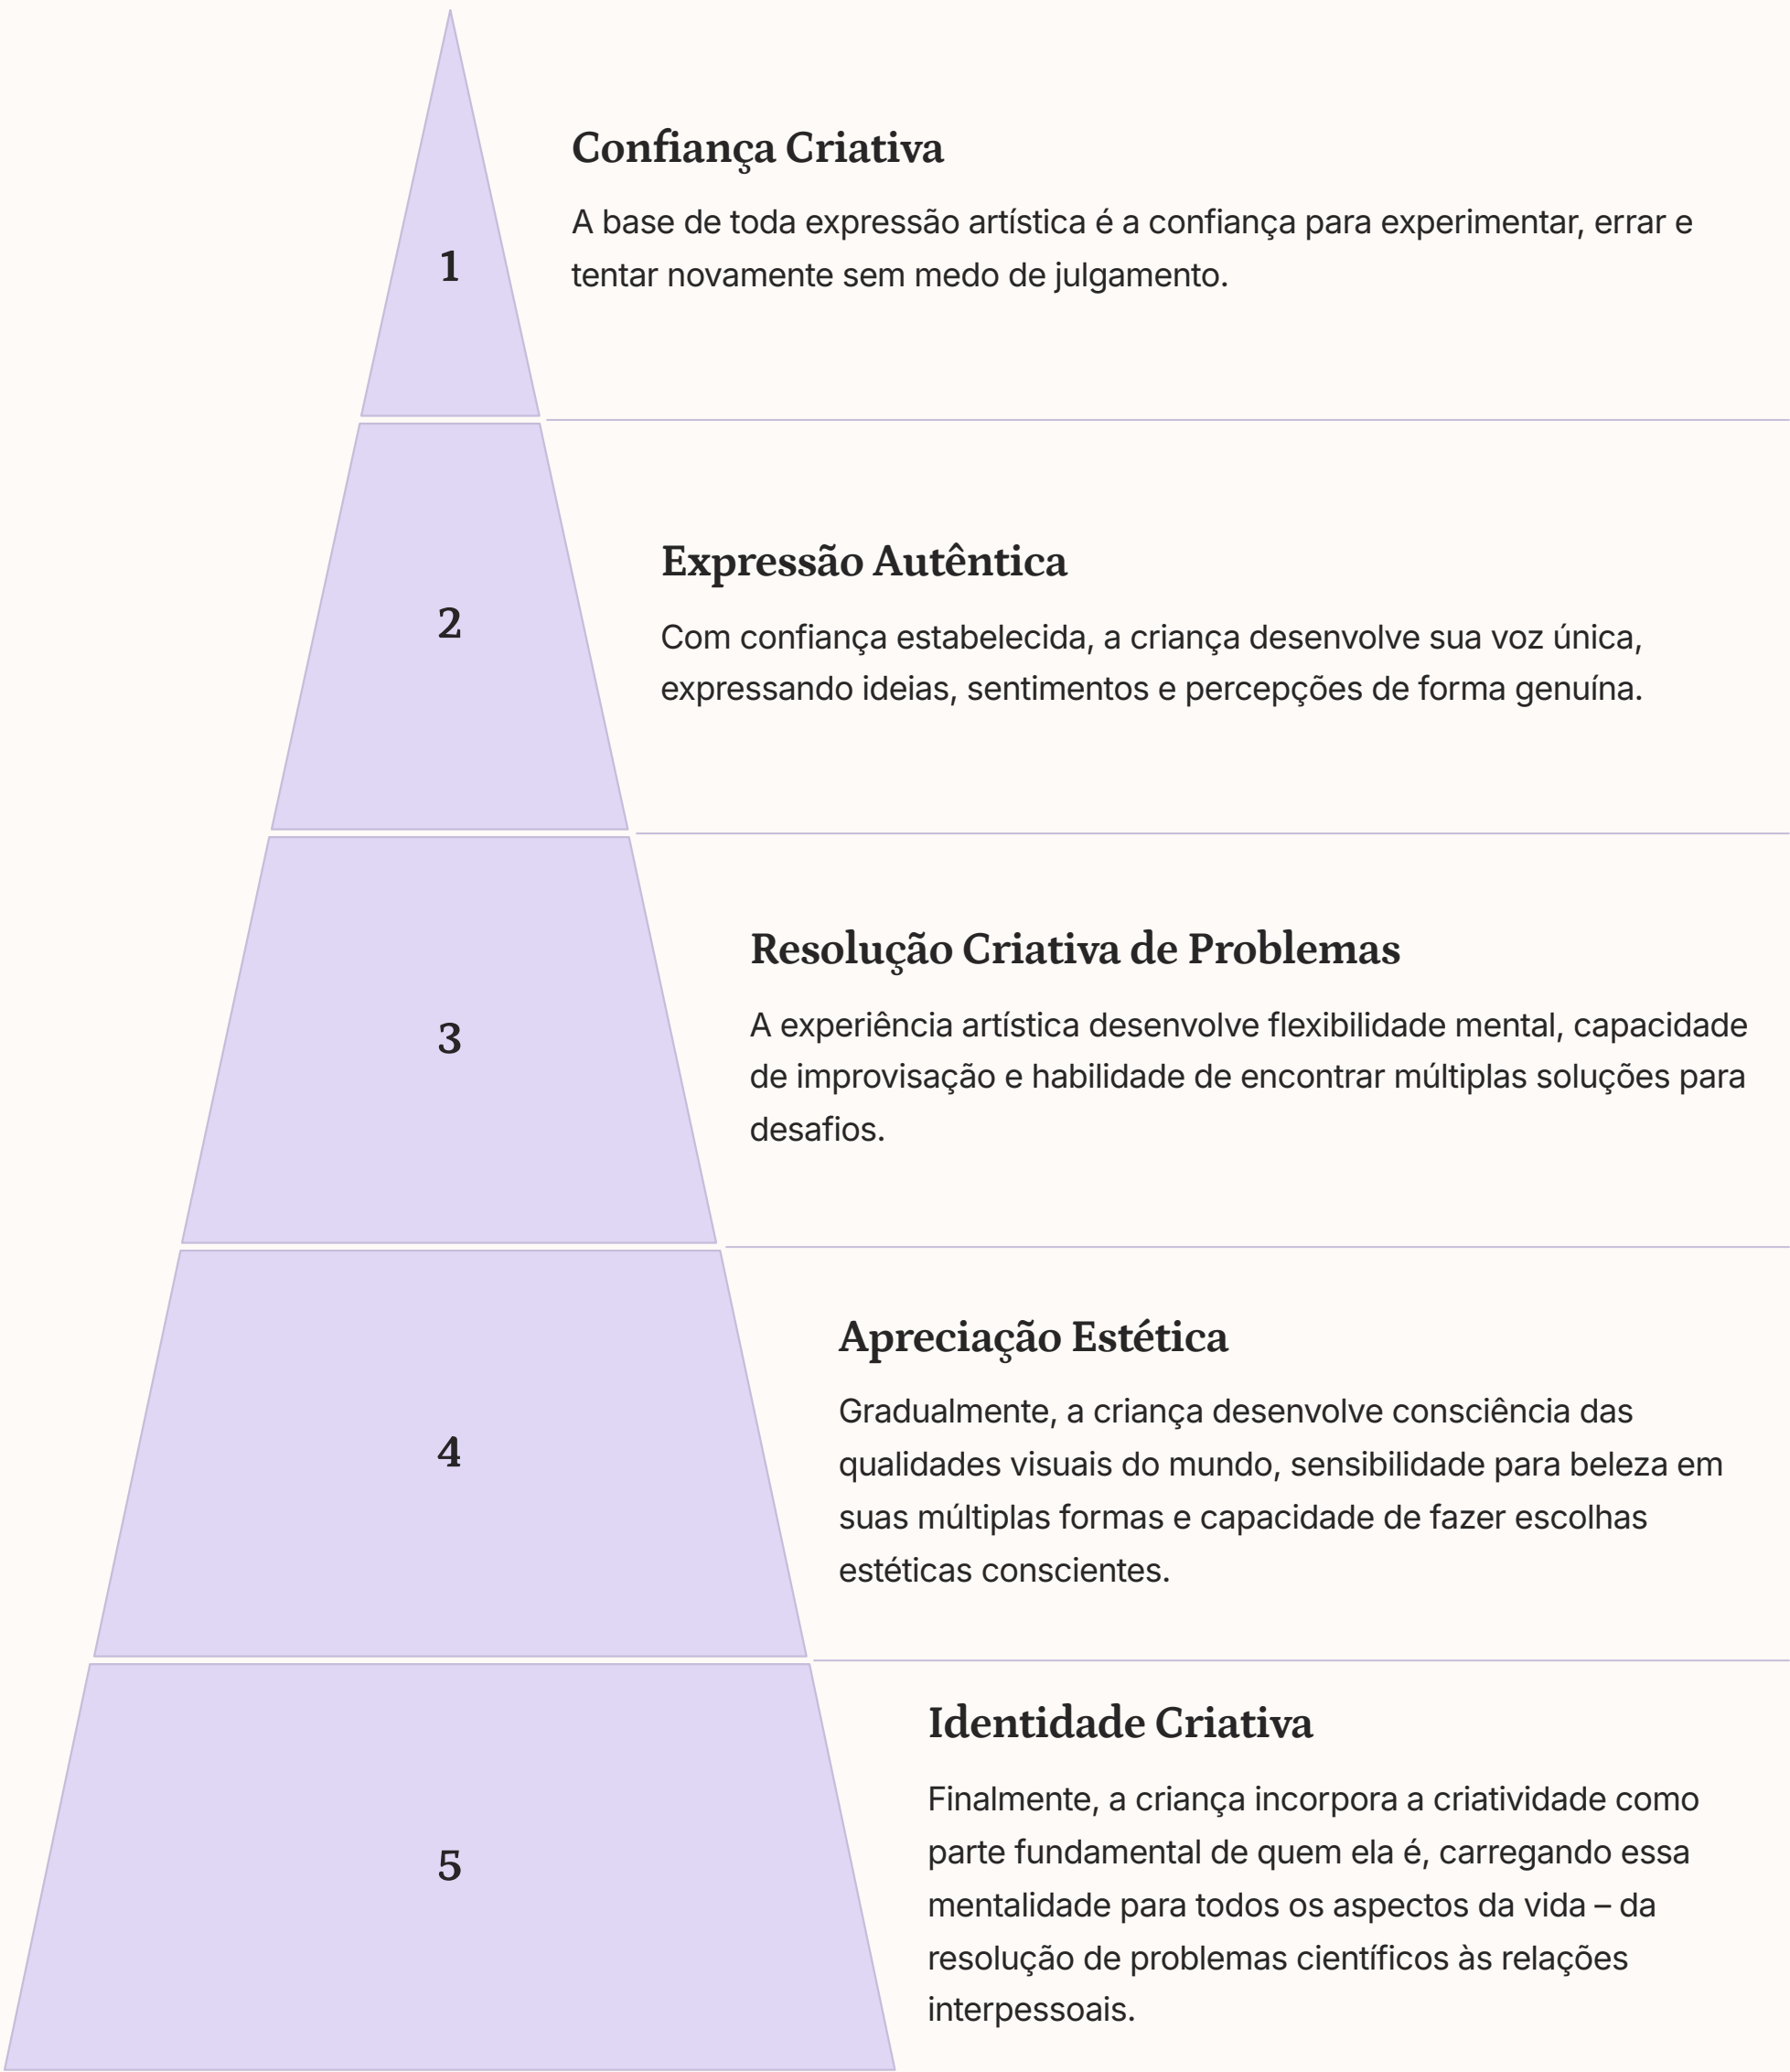 Confiança Criativa
A base de toda expressão artística é a confiança para experimentar, errar e
tentar novamente sem medo de julgamento.
1
Expressão Autêntica
Com confiança estabelecida, a criança desenvolve sua voz única,
expressando ideias, sentimentos e percepções de forma genuína.
2
Resolução Criativa de Problemas
A experiência artística desenvolve flexibilidade mental, capacidade
de improvisação e habilidade de encontrar múltiplas soluções para
desafios.
3
Apreciação Estética
Gradualmente, a criança desenvolve consciência das
qualidades visuais do mundo, sensibilidade para beleza em
suas múltiplas formas e capacidade de fazer escolhas
estéticas conscientes.
4
Identidade Criativa
Finalmente, a criança incorpora a criatividade como
parte fundamental de quem ela é, carregando essa
mentalidade para todos os aspectos da vida – da
resolução de problemas científicos às relações
interpessoais.
5